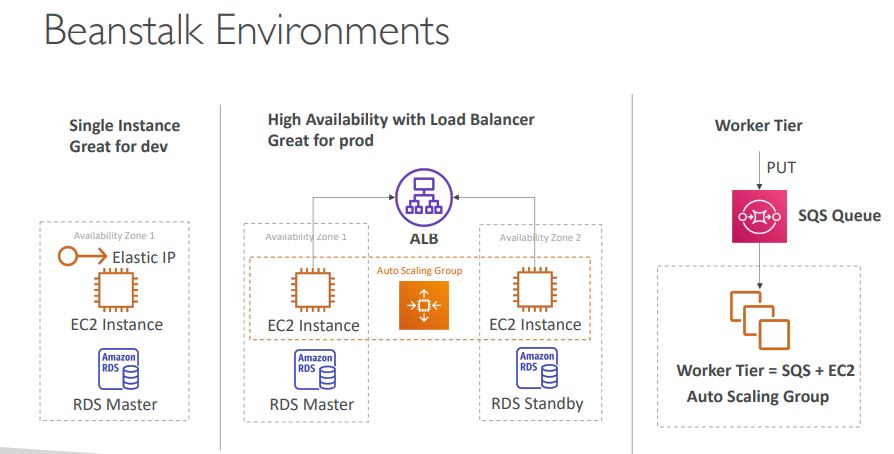 Beanstalk Environments
Single Instance
Great for dev
Availability Zone 1
Elastic IP
EC2 Instance
Amazon
RDS
RDS Master
High Availability with Load Balancer
Great for prod
ALB
Availability Zone 1
Availability Zone 2
Auto Scaling Group
EC2 Instance
EC2 Instance
Amazon
RDS
RDS Master
Amazon
RDS
RDS Standby
Worker Tier
PUT
SQS Queue
Worker Tier = SQS + EC2
Auto Scaling Group